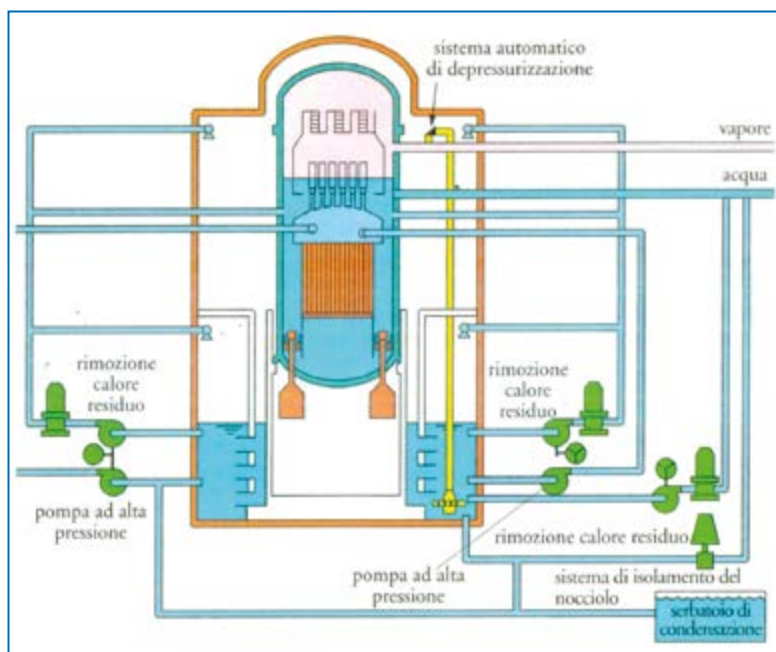 sistema automatico
di depressurizzazione
vapore
acqua
rimozione
calore
residuo
rimozione
calore
residuo
pompa ad alta
pressione
rimozione calore residuo
pompa ad alta
pressione
sistema di isolamento del
nocciolo
serbatoio di
condensazione